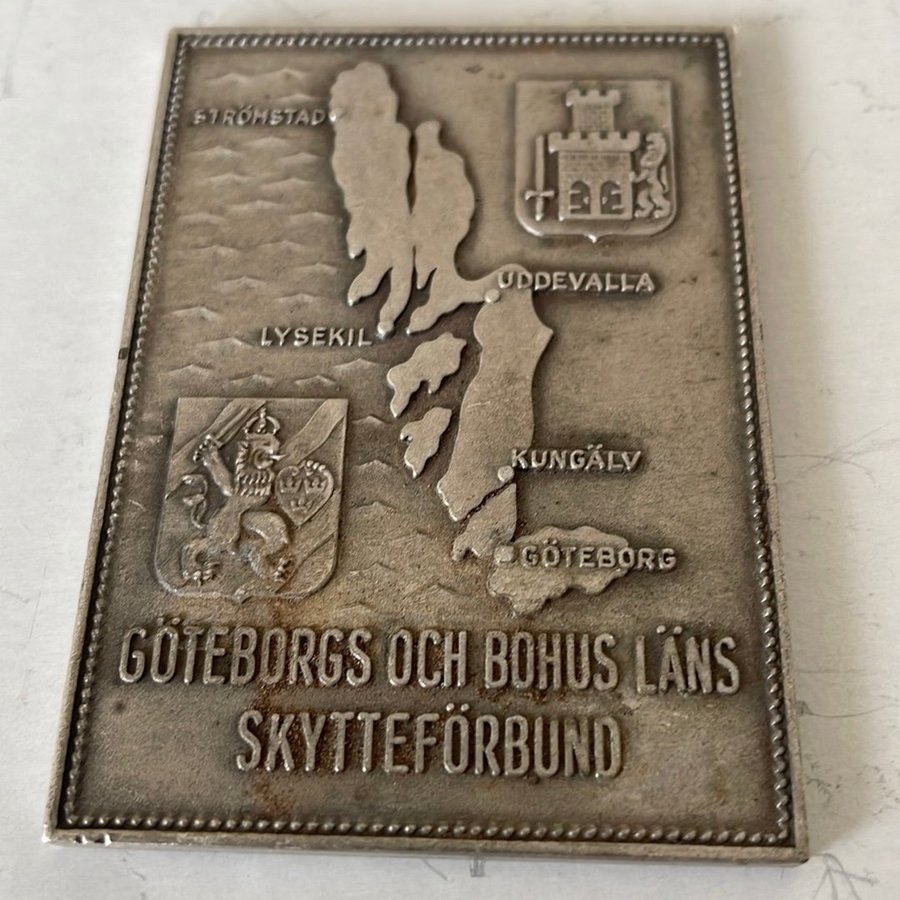 STRÖMSTAD
UDDEVALLA
LYSEKIL
KUNGÄLV
GÖTEBORG
GÖTEBORGS OCH BOHUS LÄNS
SKYTTEFÖRBUND